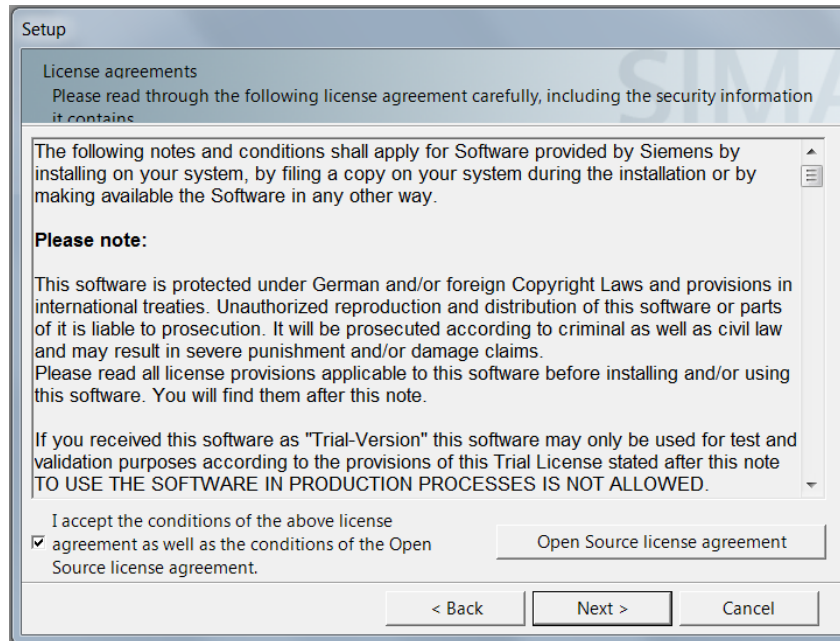 Setup
License agreements
Please read through the following license agreement carefully, including the security information
it contains
SIMA
The following notes and conditions shall apply for Software provided by Siemens by
installing on your system, by filing a copy on your system during the installation or by
making available the Software in any other way.
Please note:
This software is protected under German and/or foreign Copyright Laws and provisions in
international treaties. Unauthorized reproduction and distribution of this software or parts
of it is liable to prosecution. It will be prosecuted according to criminal as well as civil law
and may result in severe punishment and/or damage claims.
Please read all license provisions applicable to this software before installing and/or using
this software. You will find them after this note.
If you received this software as "Trial-Version" this software may only be used for test and
validation purposes according to the provisions of this Trial License stated after this note
TO USE THE SOFTWARE IN PRODUCTION PROCESSES IS NOT ALLOWED.
I accept the conditions of the above license
agreement as well as the conditions of the Open
Source license agreement.
Open Source license agreement
< Back
Next >
Cancel